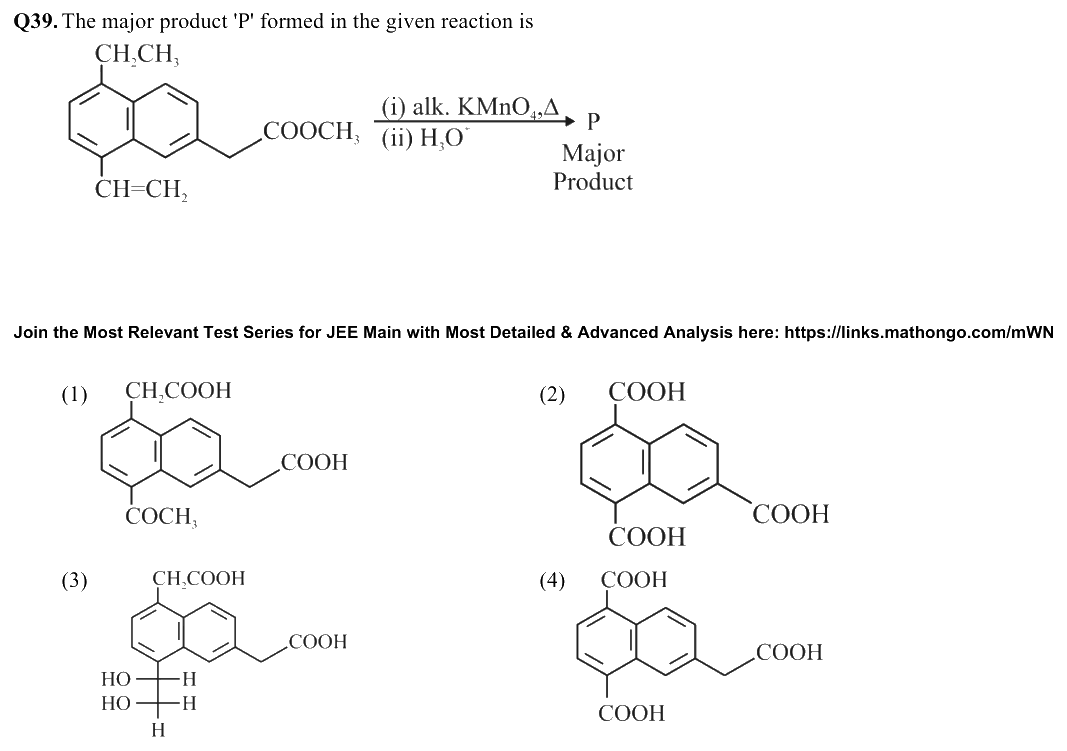 Q39. The major product 'P' formed in the given reaction is
CH₂CH₃
COOCH₃
CH=CH₂
(i) alk. KMnO₄,Δ
(ii) H₃O⁺
P
Major
Product
Join the Most Relevant Test Series for JEE Main with Most Detailed & Advanced Analysis here: https://links.mathongo.com/mWN
(1)
CH₂COOH
COOH
COCH₃
(2)
COOH
COOH
COOH
(3)
CH₂COOH
COOH
HO H
HO H
H
(4)
COOH
COOH
COOH